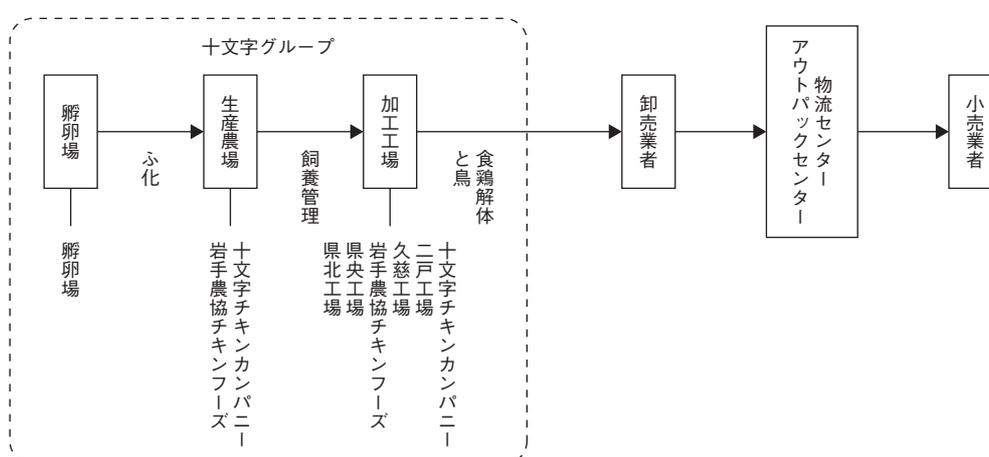 十文字グループ
孵卵場
ふ化
生産農場
飼養管理
加工工場
食鶏解体
と鳥
卸売業者
物流センター
アウトパックセンター
小売業者
孵卵場
十文字チキンカンパニー
岩手農協チキンフーズ
十文字チキンカンパニー
二戸工場
久慈工場
岩手農協チキンフーズ
県央工場
県北工場